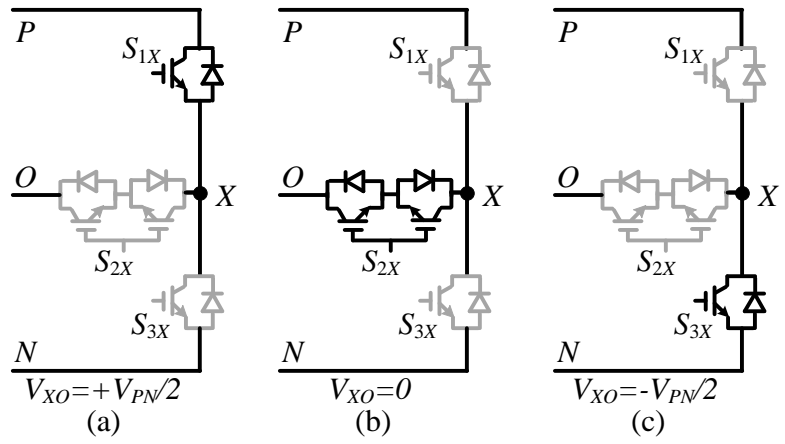 P
S1X
O
X
S2X
S3X
N
VXO=+VPN/2
(a)
P
S1X
O
X
S2X
S3X
N
VXO=0
(b)
P
S1X
O
X
S2X
S3X
N
VXO=-VPN/2
(c)